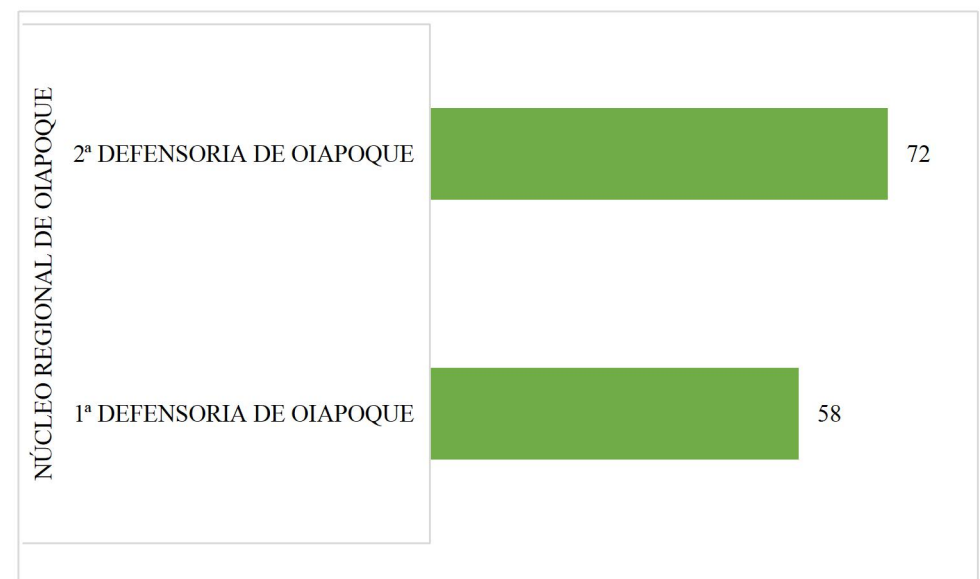 NÚCLEO REGIONAL DE OIAPOQUE
2ª DEFENSORIA DE OIAPOQUE 72
1ª DEFENSORIA DE OIAPOQUE 58